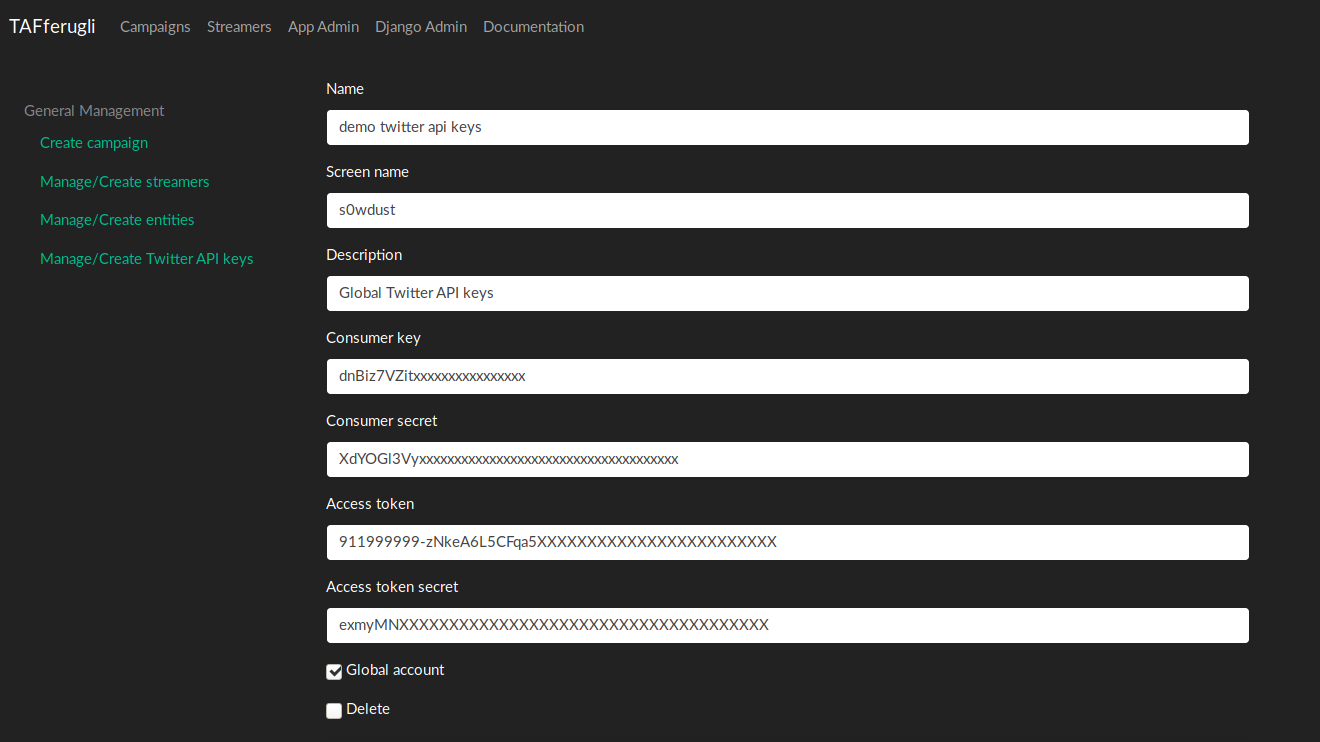 TAFferugli Campaigns Streamers App Admin Django Admin Documentation
General Management
Create campaign
Manage/Create streamers
Manage/Create entities
Manage/Create Twitter API keys
Name
demo twitter api keys
Screen name
s0wdust
Description
Global Twitter API keys
Consumer key
dnBiz7VZitxxxxxxxxxxxxxxxx
Consumer secret
XdYOGl3Vyxxxxxxxxxxxxxxxxxxxxxxxxxxxxxxxxxxxxx
Access token
911999999-zNkeA6L5CFqa5XXXXXXXXXXXXXXXXXXXXXXXX
Access token secret
exmyMNXXXXXXXXXXXXXXXXXXXXXXXXXXXXXXXXXXXXX
Global account
Delete